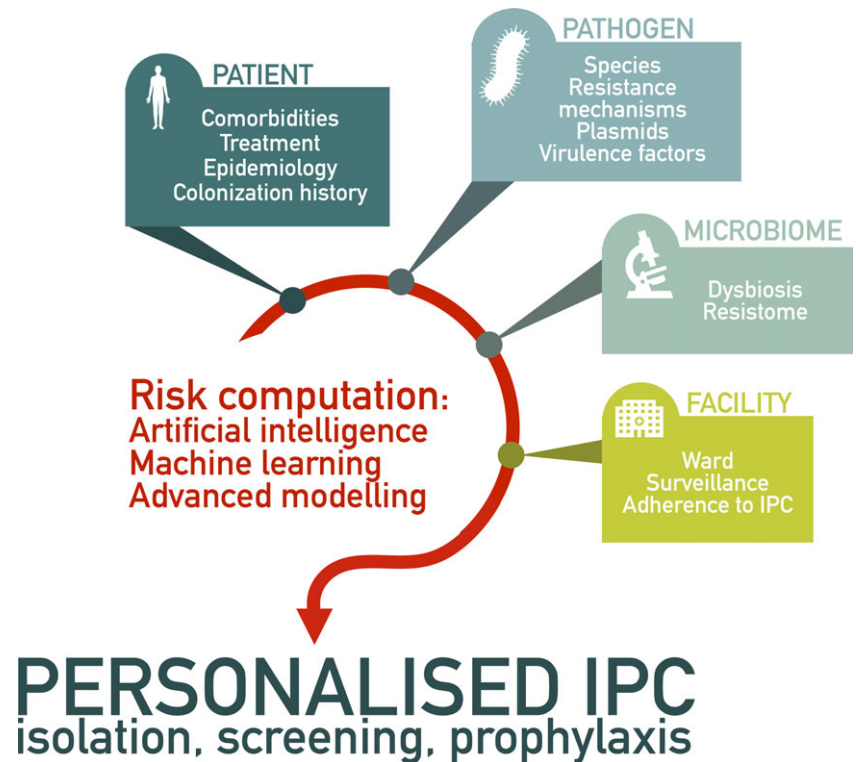 PATIENT
Comorbidities
Treatment
Epidemiology
Colonization history
PATHOGEN
Species
Resistance
mechanisms
Plasmids
Virulence factors
MICROBIOME
Dysbiosis
Resistome
FACILITY
Ward
Surveillance
Adherence to IPC
Risk computation:
Artificial intelligence
Machine learning
Advanced modelling
PERSONALISED IPC
isolation, screening, prophylaxis